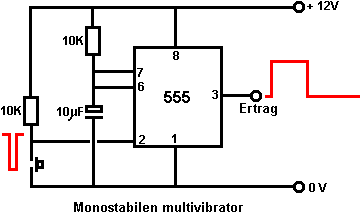 + 12V
10K
8
7
6
555
3
10K
10µF
Ertrag
2
1
0 V
Monostabilen multivibrator